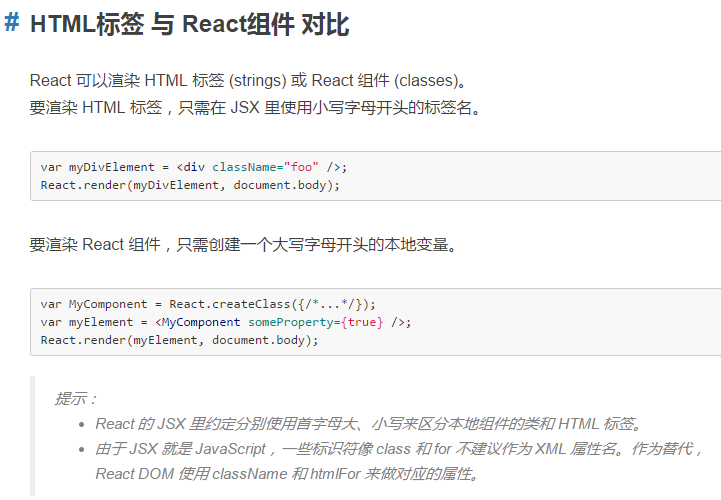 # HTML标签 与 React组件 对比
React 可以渲染 HTML 标签 (strings) 或 React 组件 (classes)。
要渲染 HTML 标签，只需在 JSX 里使用小写字母开头的标签名。
var myDivElement = <div className="foo" />;
React.render(myDivElement, document.body);
要渲染 React 组件，只需创建一个大写字母开头的本地变量。
var MyComponent = React.createClass({/*...*/});
var myElement = <MyComponent someProperty={true} />;
React.render(myElement, document.body);
提示：
• React 的 JSX 里约定分别使用首字母大、小写来区分本地组件的类和 HTML 标签。
• 由于 JSX 就是 JavaScript，一些标识符像 class 和 for 不建议作为 XML 属性名。作为替代，
React DOM 使用 className 和 htmlFor 来做对应的属性。